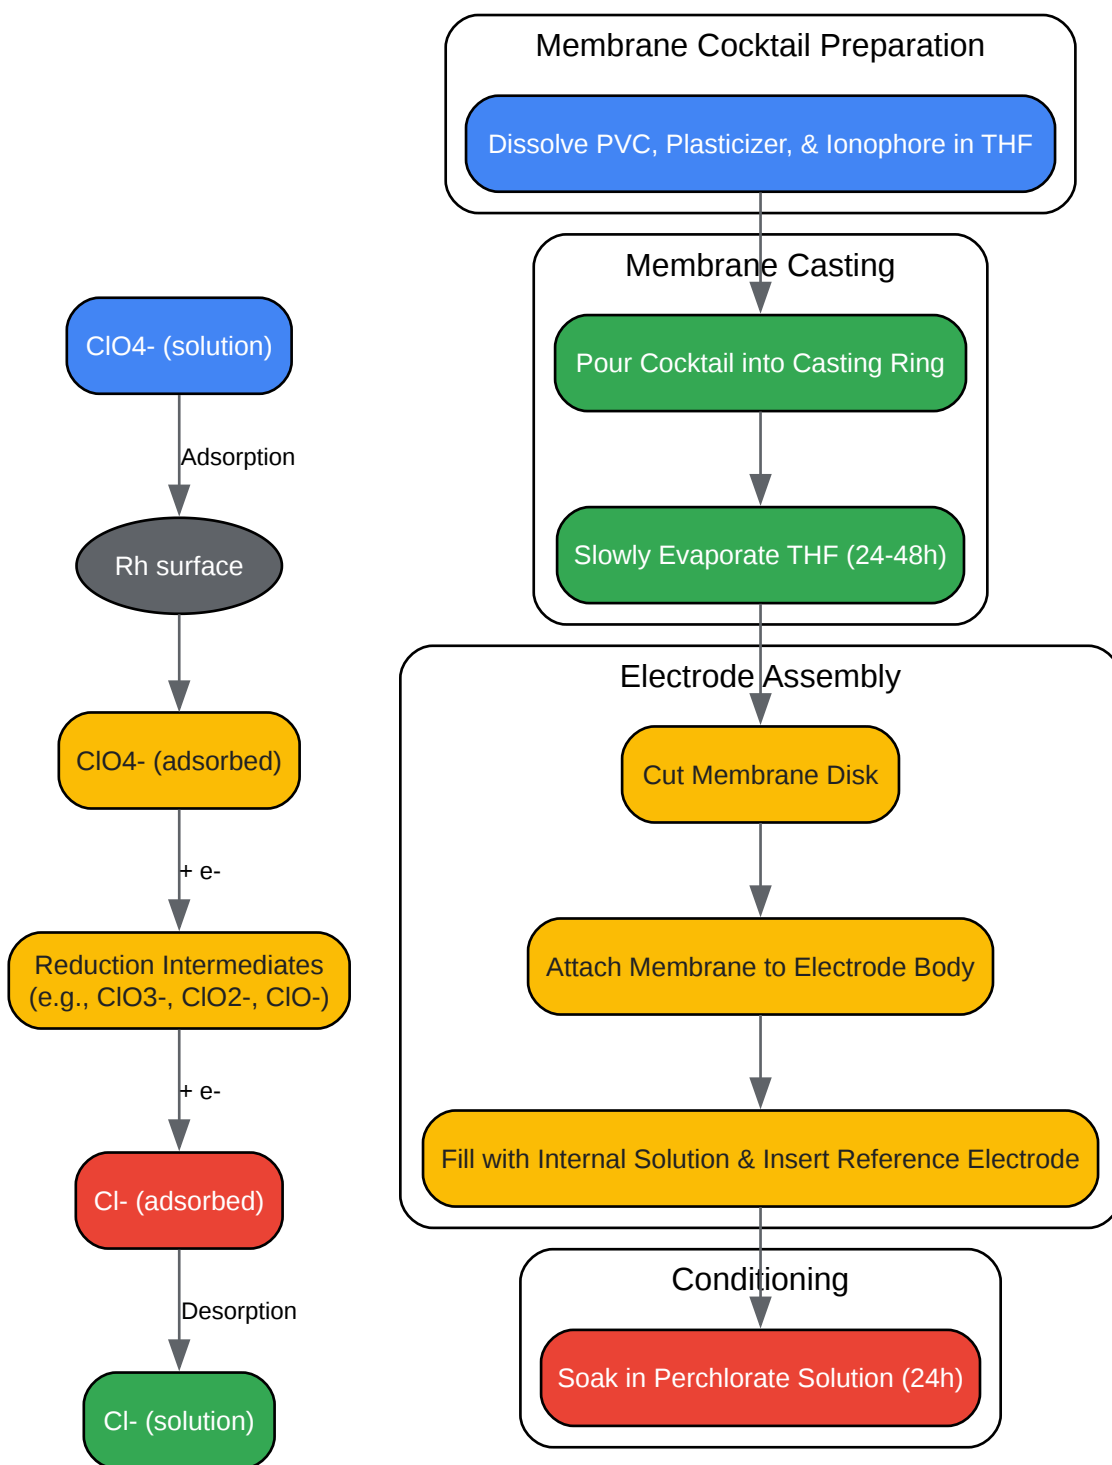 ClO4- (solution)
Adsorption
Rh surface
ClO4- (adsorbed)
+ e-
Reduction Intermediates
(e.g., ClO3-, ClO2-, ClO-)
+ e-
Cl- (adsorbed)
Desorption
Cl- (solution)
Membrane Cocktail Preparation
Dissolve PVC, Plasticizer, & Ionophore in THF
Membrane Casting
Pour Cocktail into Casting Ring
Slowly Evaporate THF (24-48h)
Electrode Assembly
Cut Membrane Disk
Attach Membrane to Electrode Body
Fill with Internal Solution & Insert Reference Electrode
Conditioning
Soak in Perchlorate Solution (24h)